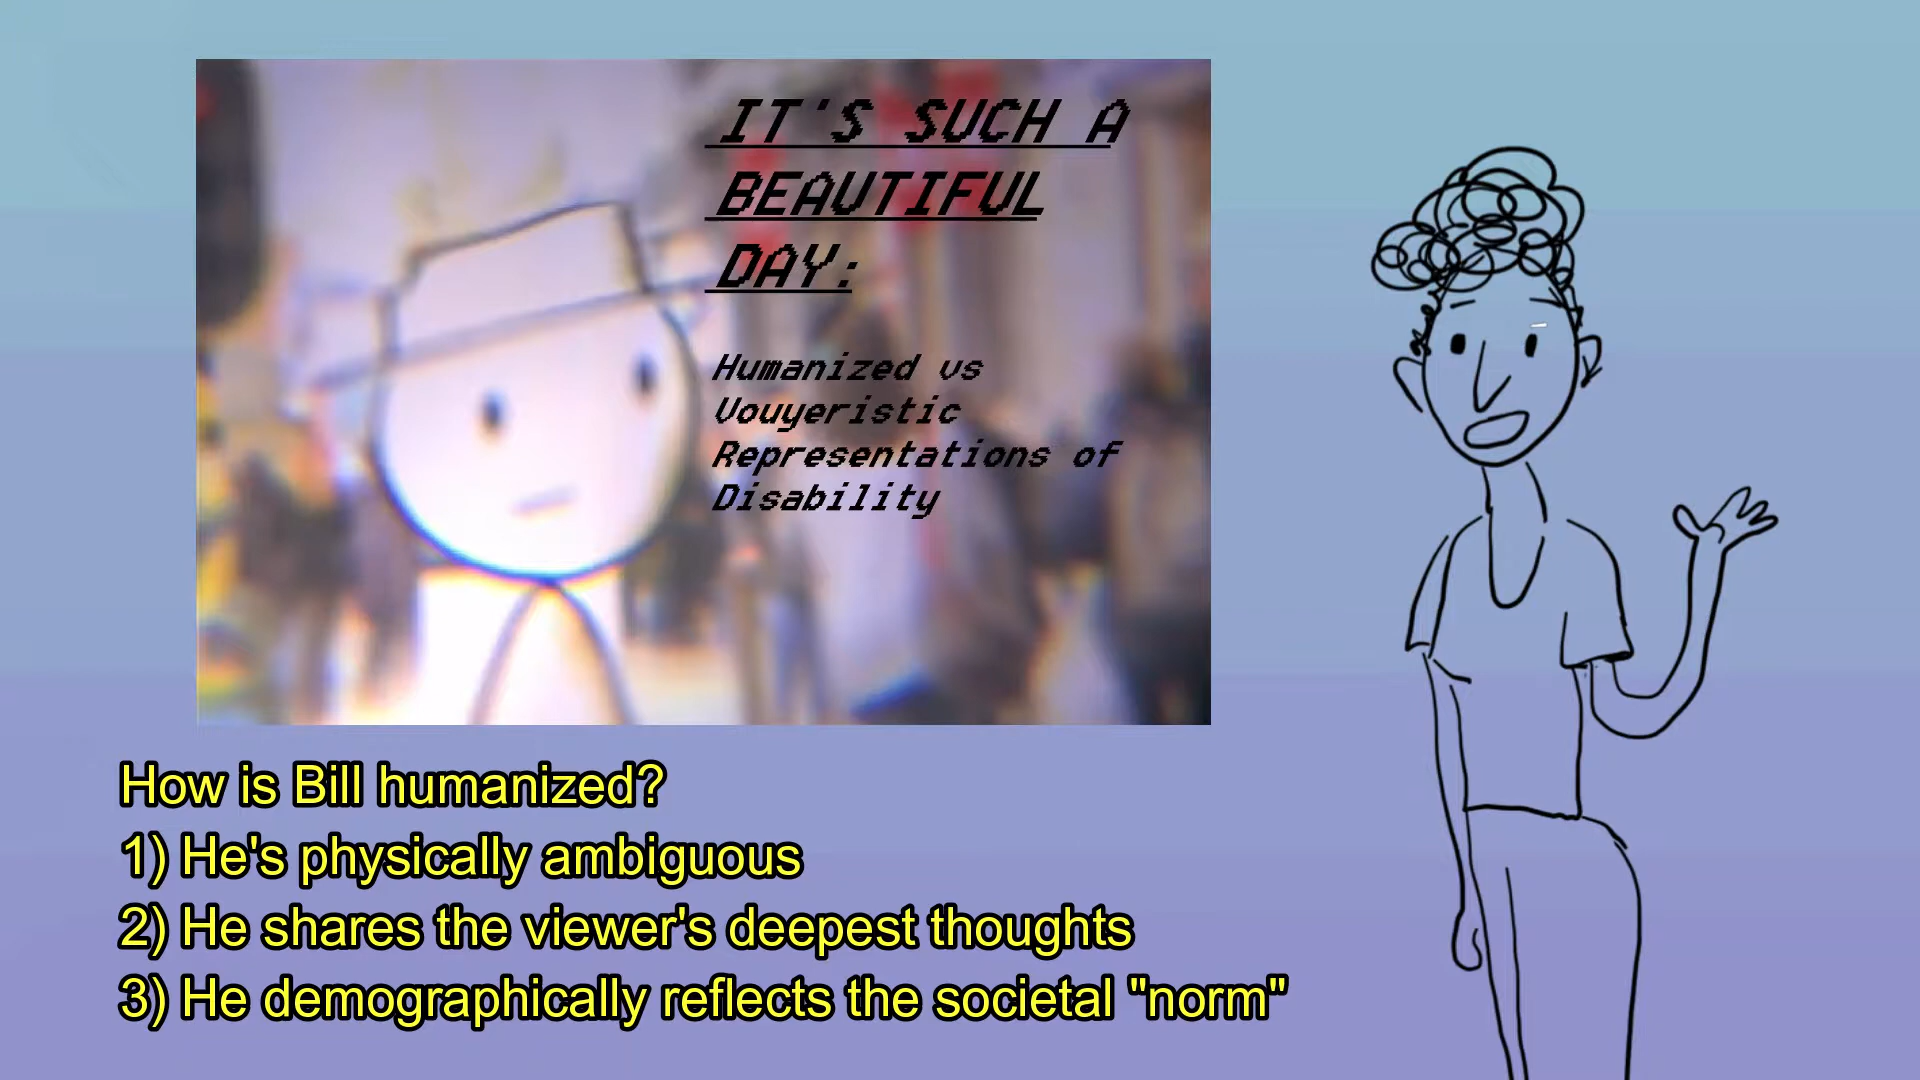 IT'S SUCH A
BEAUTIFUL
DAY:
Humanized vs
Vouyeristic
Representations of
Disability
How is Bill humanized?
1) He's physically ambiguous
2) He shares the viewer's deepest thoughts
3) He demographically reflects the societal "norm"